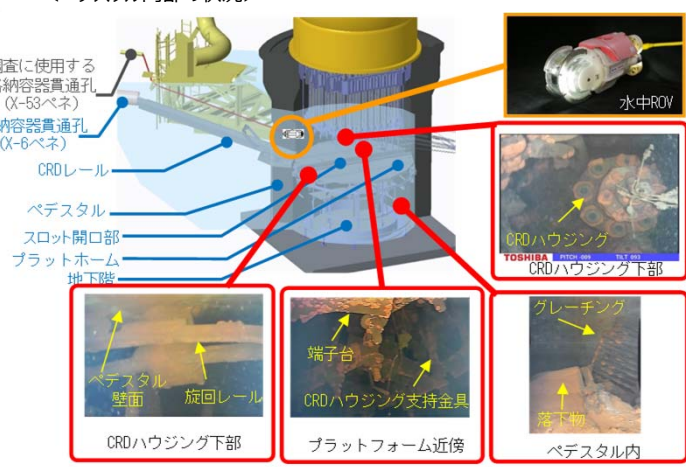 査に使用する
納容器貫通孔
(X-53ペネ)
納容器貫通孔
(X-6ペネ)
CRDレール
ペデスタル
スロット開口部
プラットホーム
地下階
水中ROV
CRDハウジング
TOSHIBA PITCH 009 TILT 093
CRDハウジング下部
ペデスタル
壁面
旋回レール
CRDハウジング下部
端子台
CRDハウジング支持金具
プラットフォーム近傍
グレーチング
落下物
ペデスタル内